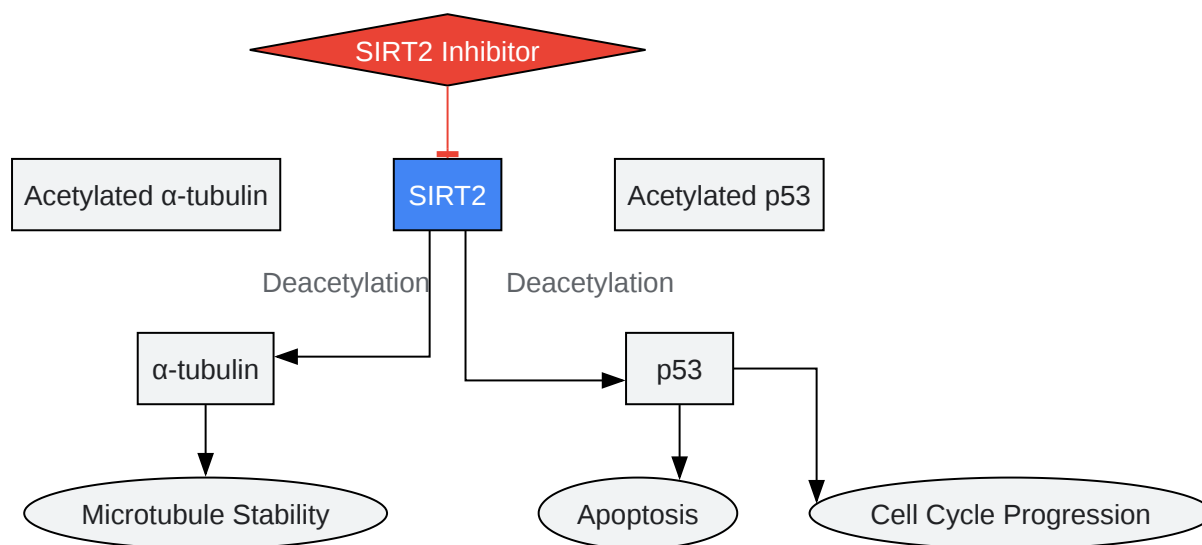 SIRT2 Inhibitor
Acetylated α-tubulin
SIRT2
Acetylated p53
Deacetylation
Deacetylation
α-tubulin
p53
Microtubule Stability
Apoptosis
Cell Cycle Progression